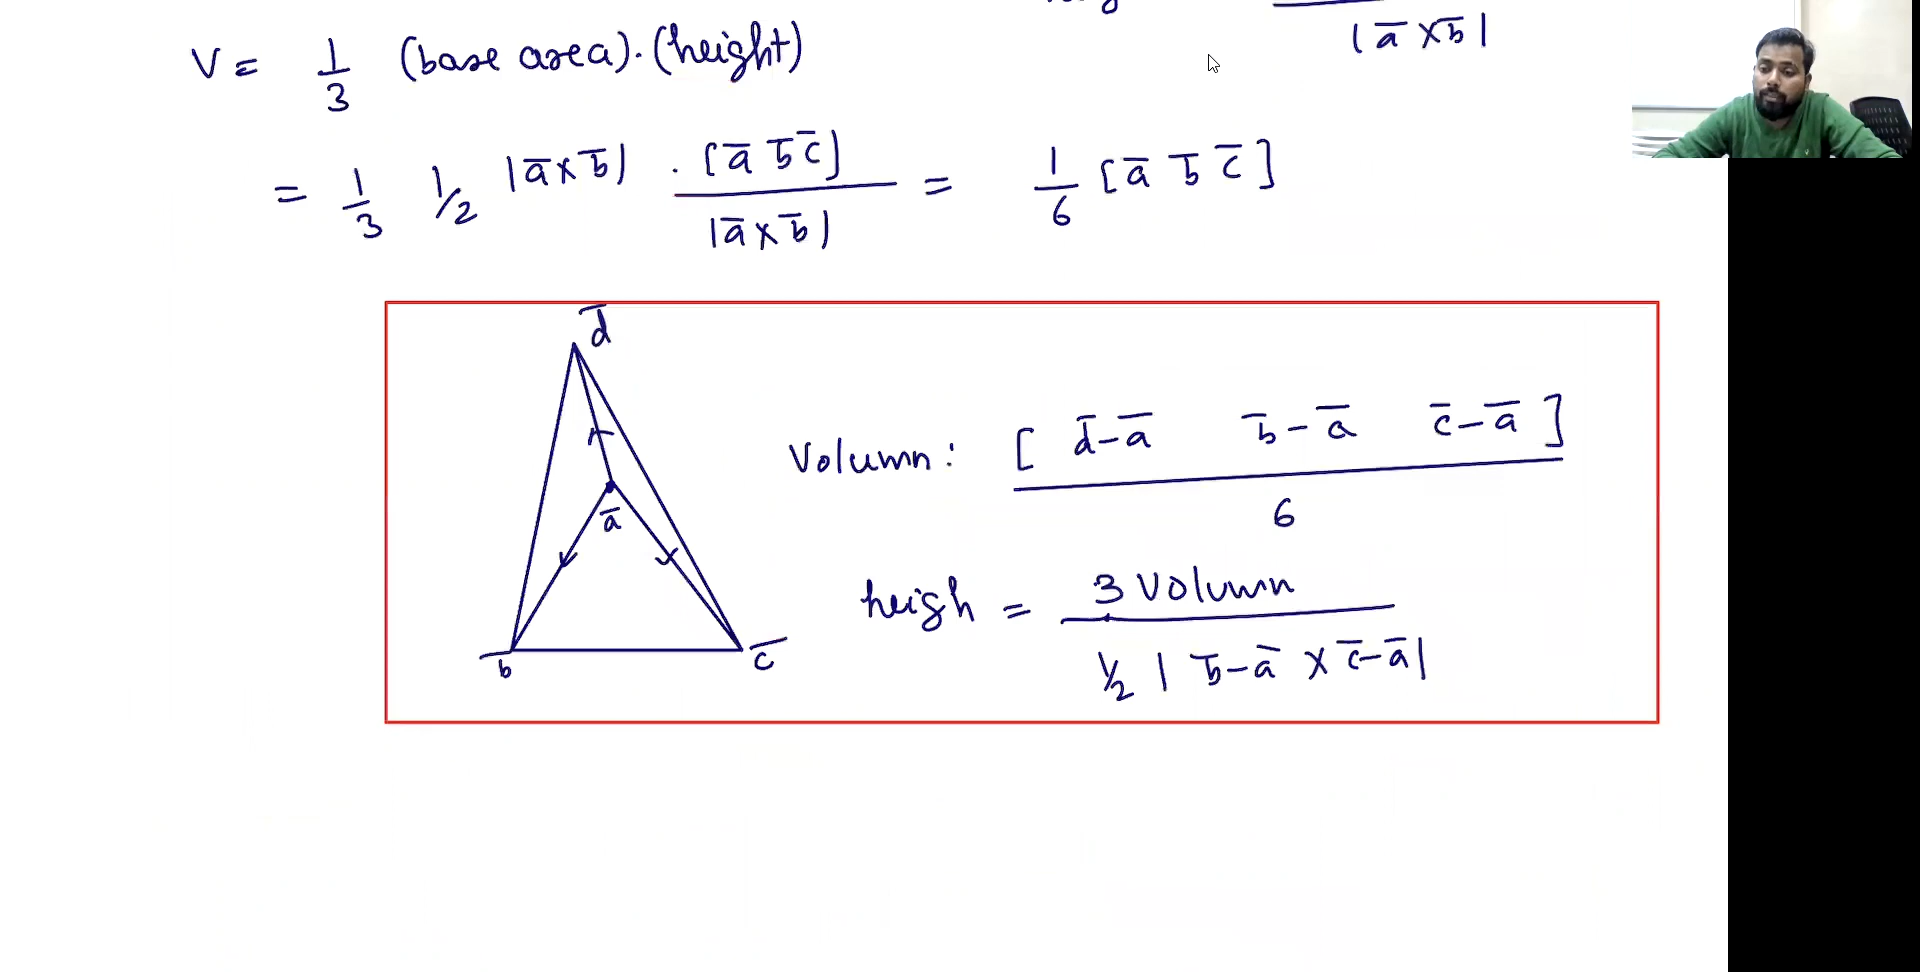 |a̅ × b̅|
V = 1/3 (base area). (height)
= 1/3 1/2 |a̅ × b̅| . [a̅ b̅ c̅] / |a̅ × b̅| = 1/6 [a̅ b̅ c̅]
d̅
Volumn: [d̅-a̅ b̅-a̅ c̅-a̅] / 6
a̅
heigh = 3 Volumn / 1/2 | b̅-a̅ × c̅-a̅|
b̅ c̅